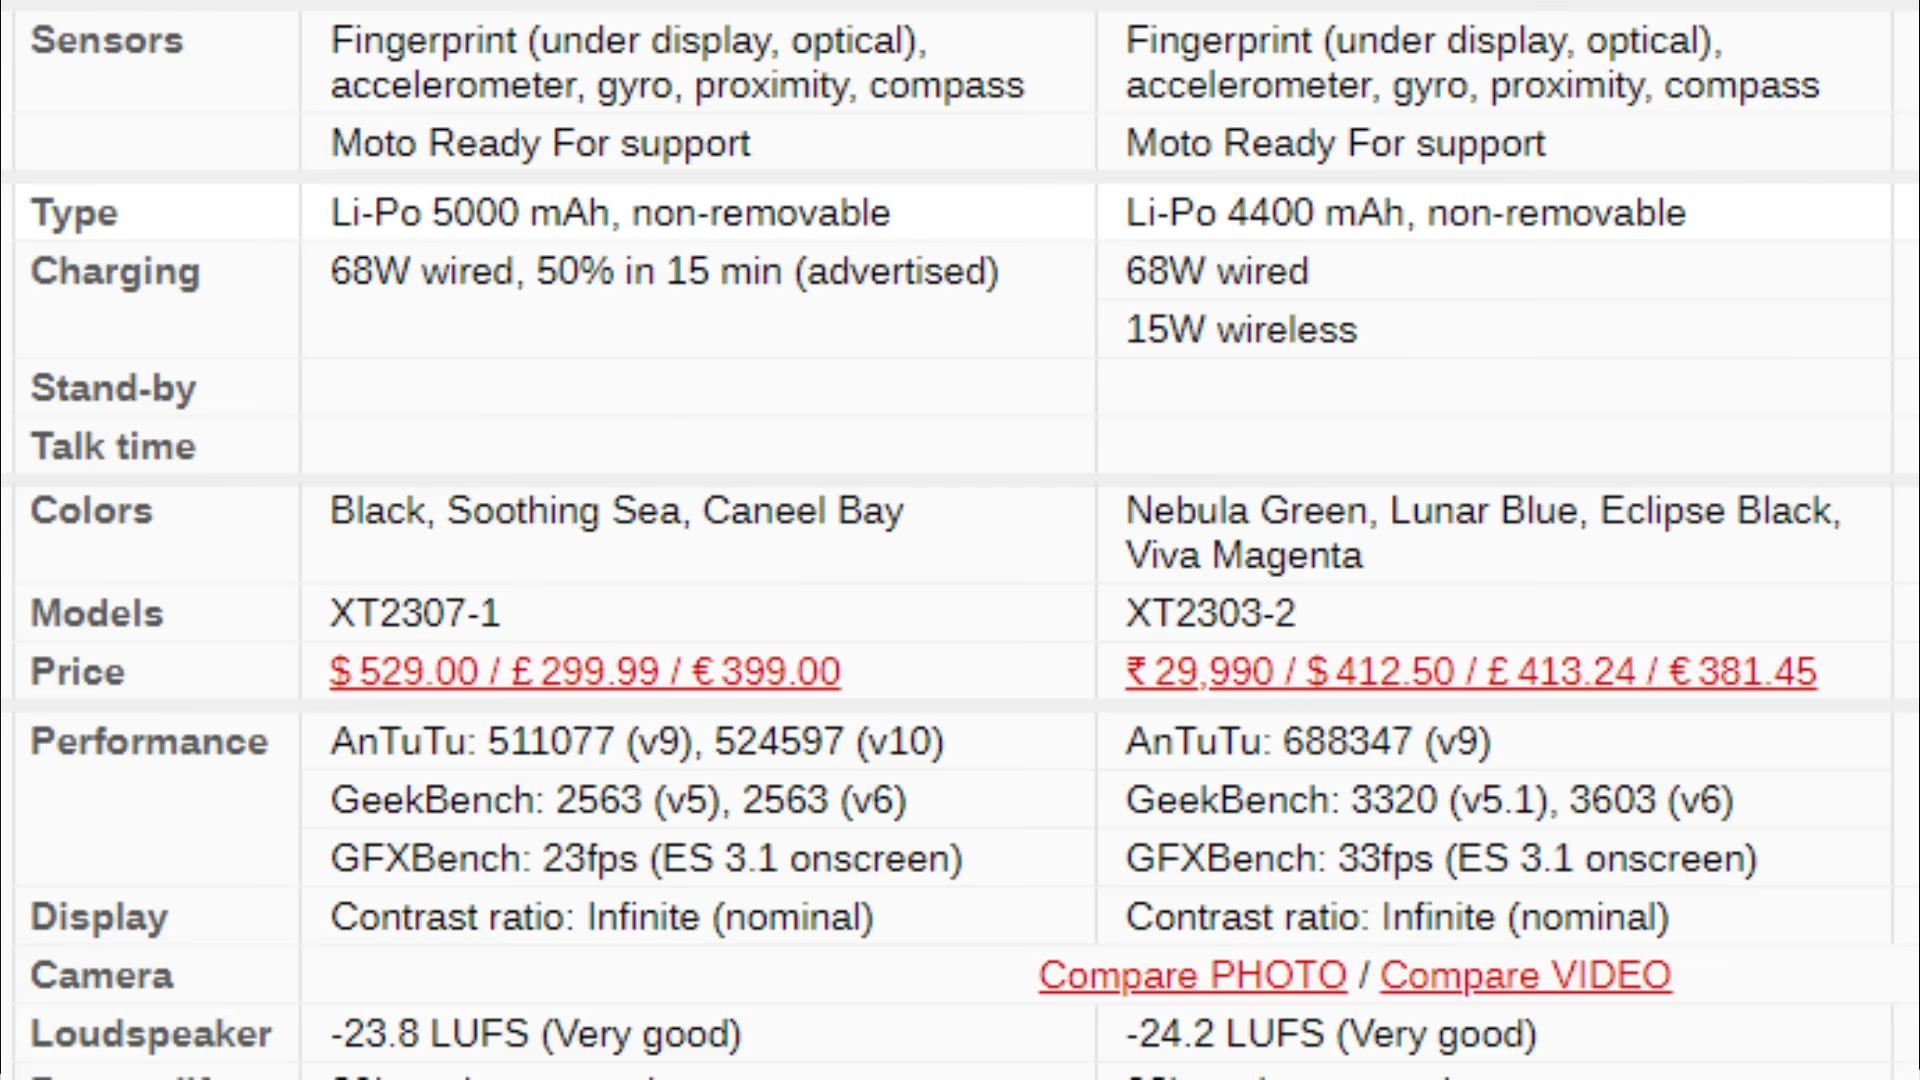 Sensors
Fingerprint (under display, optical),
accelerometer, gyro, proximity, compass
Fingerprint (under display, optical),
accelerometer, gyro, proximity, compass
Moto Ready For support
Moto Ready For support
Type
Li-Po 5000 mAh, non-removable
Li-Po 4400 mAh, non-removable
Charging
68W wired, 50% in 15 min (advertised)
68W wired
15W wireless
Stand-by
Talk time
Colors
Black, Soothing Sea, Caneel Bay
Nebula Green, Lunar Blue, Eclipse Black,
Viva Magenta
Models
XT2307-1
XT2303-2
Price
$ 529.00 / £ 299.99 / € 399.00
₹ 29,990 / $ 412.50 / £ 413.24 / € 381.45
Performance
AnTuTu: 511077 (v9), 524597 (v10)
AnTuTu: 688347 (v9)
GeekBench: 2563 (v5), 2563 (v6)
GeekBench: 3320 (v5.1), 3603 (v6)
GFXBench: 23fps (ES 3.1 onscreen)
GFXBench: 33fps (ES 3.1 onscreen)
Display
Contrast ratio: Infinite (nominal)
Contrast ratio: Infinite (nominal)
Camera
Compare PHOTO / Compare VIDEO
Loudspeaker
-23.8 LUFS (Very good)
-24.2 LUFS (Very good)